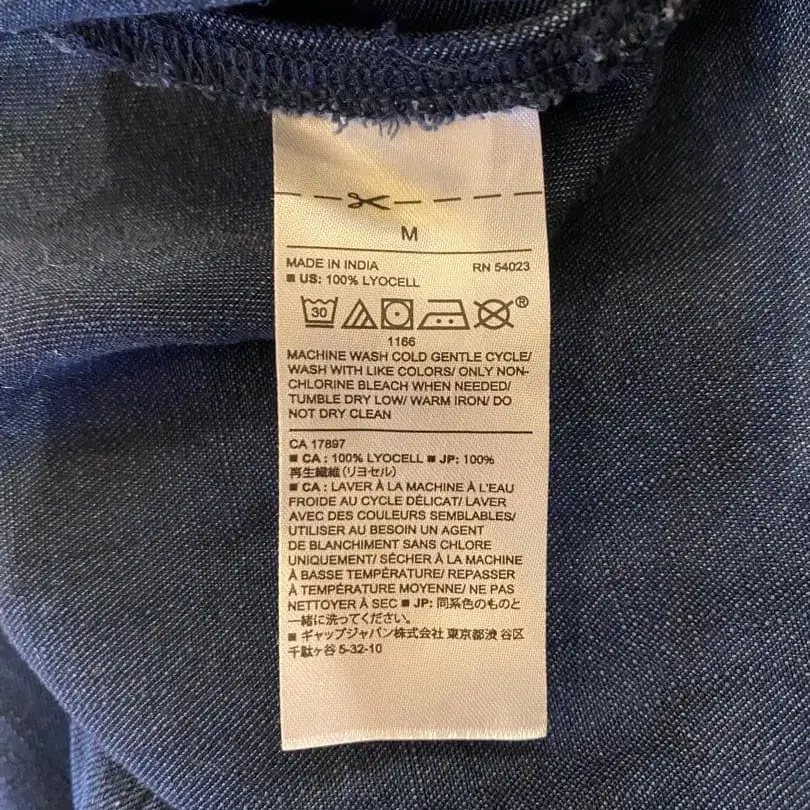 M
MADE IN INDIA RN 54023
■ US: 100% LYOCELL
30
®
1166
MACHINE WASH COLD GENTLE CYCLE/
WASH WITH LIKE COLORS/ ONLY NON-
CHLORINE BLEACH WHEN NEEDED/
TUMBLE DRY LOW/ WARM IRON/ DO
NOT DRY CLEAN
CA 17897
■ CA : 100% LYOCELL ■ JP: 100%
再生繊維(リヨセル)
■ CA : LAVER À LA MACHINE À L'EAU
FROIDE AU CYCLE DÉLICAT/ LAVER
AVEC DES COULEURS SEMBLABLES/
UTILISER AU BESOIN UN AGENT
DE BLANCHIMENT SANS CHLORE
UNIQUEMENT/ SÉCHER À LA MACHINE
À BASSE TEMPÉRATURE/ REPASSER
À TEMPÉRATURE MOYENNE/ NE PAS
NETTOYER À SEC ■ JP: 同系色のものと
一緒に洗ってください。
■ ギャップジャパン株式会社 東京都渋 谷区
千駄ヶ谷 5-32-10